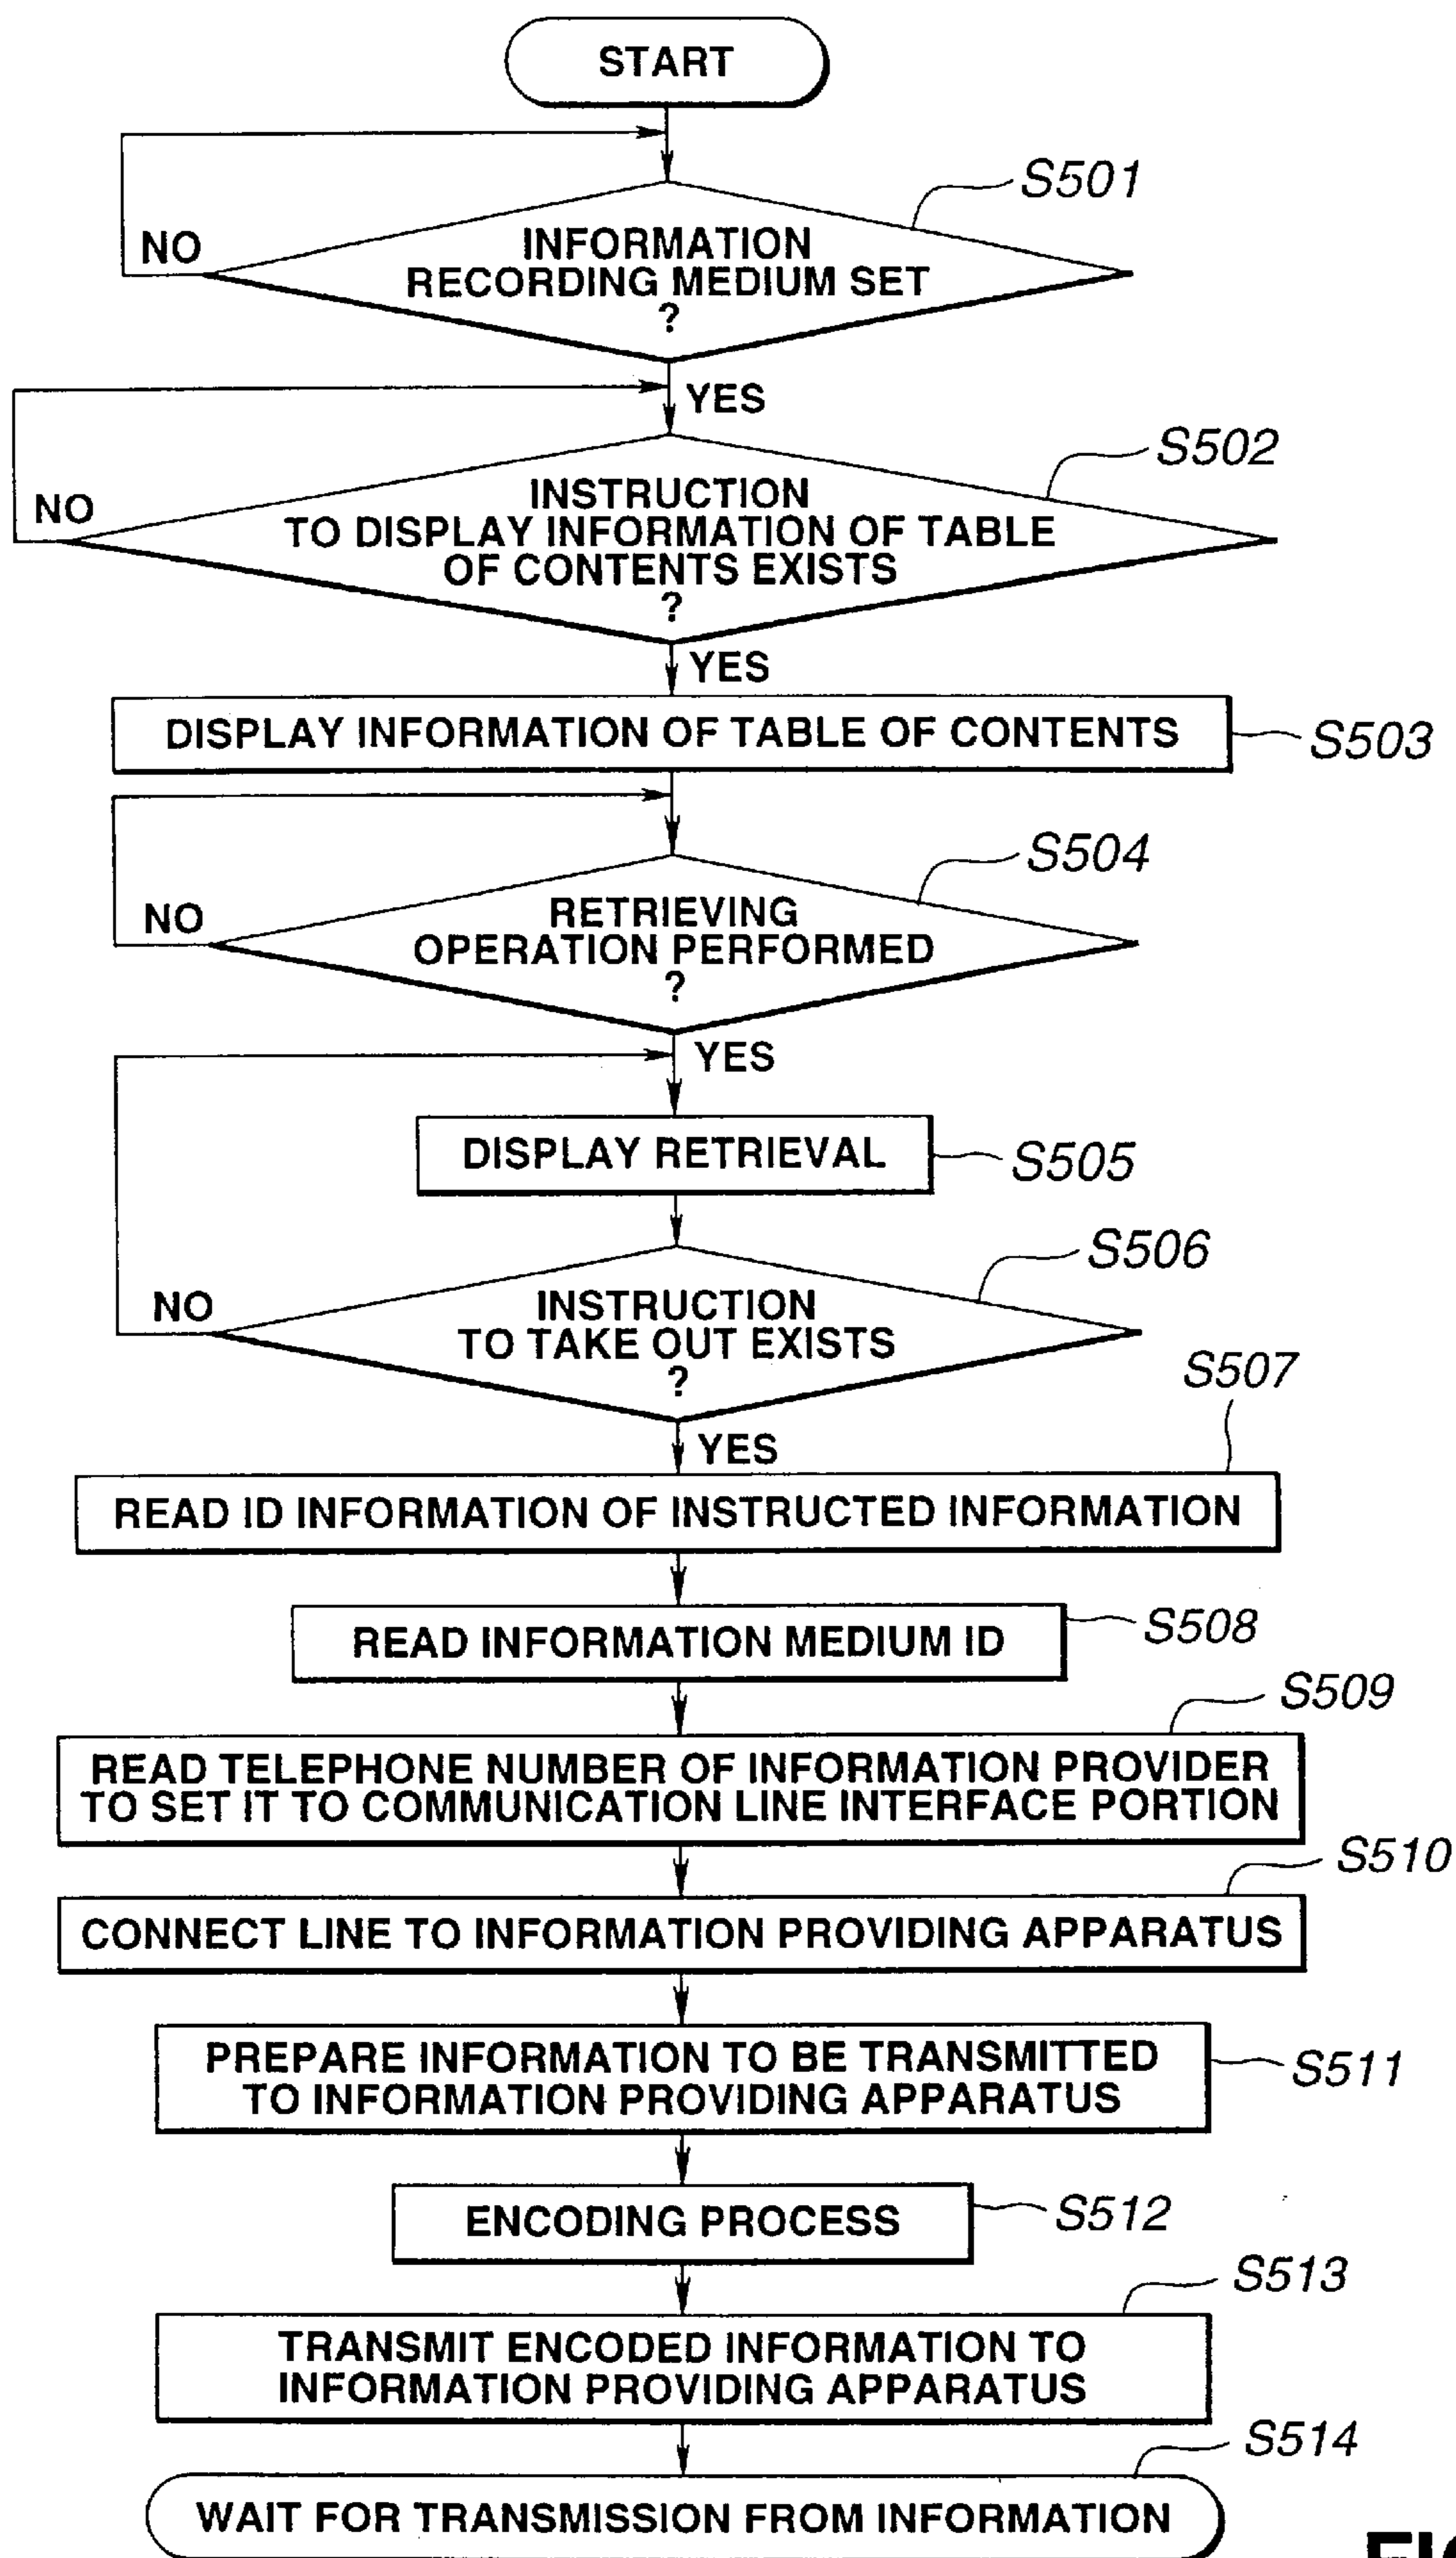 START
S501
NO
INFORMATION
RECORDING MEDIUM SET
?
YES
S502
NO
INSTRUCTION
TO DISPLAY INFORMATION OF TABLE
OF CONTENTS EXISTS
?
YES
DISPLAY INFORMATION OF TABLE OF CONTENTS
S503
S504
NO
RETRIEVING
OPERATION PERFORMED
?
YES
DISPLAY RETRIEVAL
S505
S506
NO
INSTRUCTION
TO TAKE OUT EXISTS
?
S507
YES
READ ID INFORMATION OF INSTRUCTED INFORMATION
READ INFORMATION MEDIUM ID
S508
S509
READ TELEPHONE NUMBER OF INFORMATION PROVIDER
TO SET IT TO COMMUNICATION LINE INTERFACE PORTION
S510
CONNECT LINE TO INFORMATION PROVIDING APPARATUS
PREPARE INFORMATION TO BE TRANSMITTED
TO INFORMATION PROVIDING APPARATUS
S511
ENCODING PROCESS
S512
S513
TRANSMIT ENCODED INFORMATION TO
INFORMATION PROVIDING APPARATUS
S514
WAIT FOR TRANSMISSION FROM INFORMATION